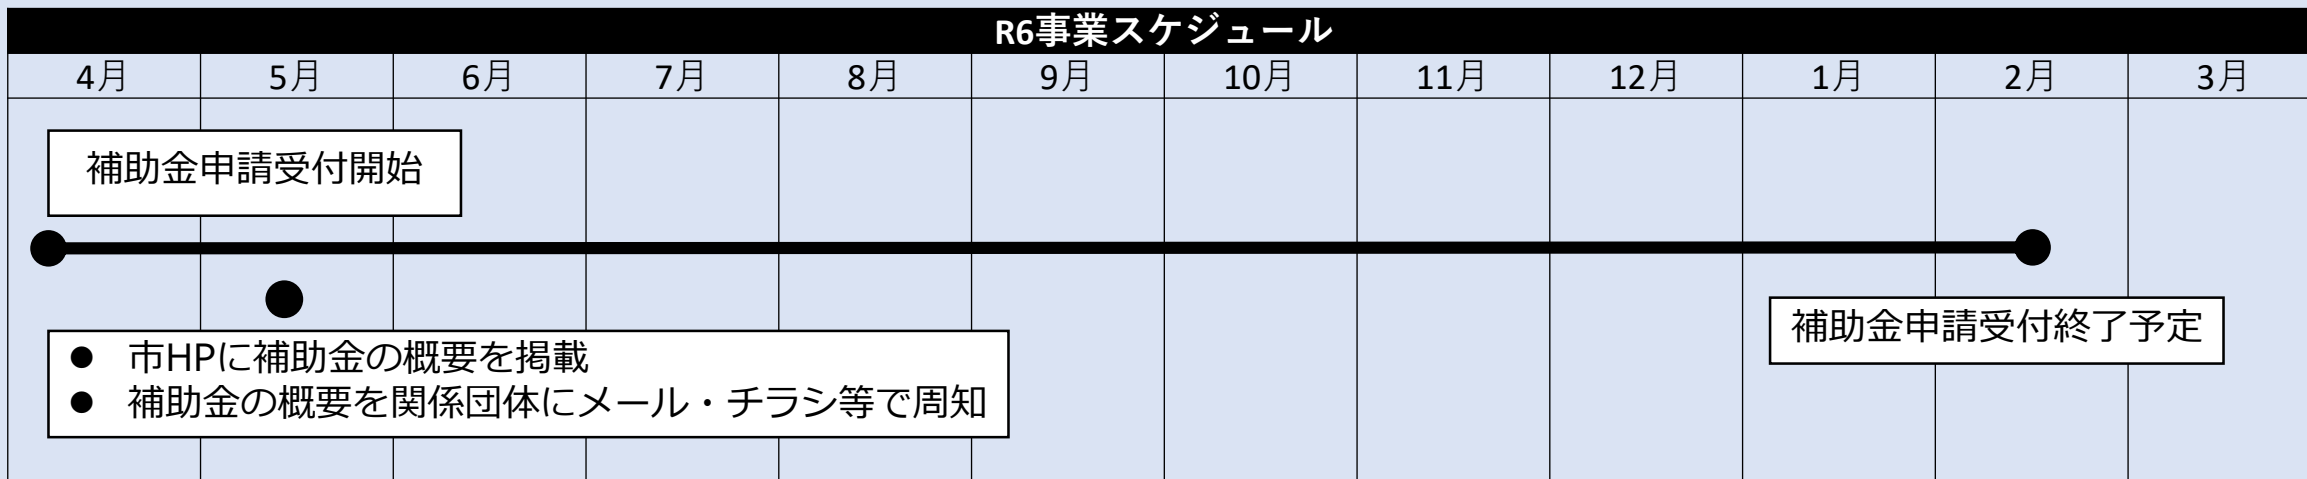 R6事業スケジュール
4月 5月 6月 7月 8月 9月 10月 11月 12月 1月 2月 3月
補助金申請受付開始
● 市HPに補助金の概要を掲載
● 補助金の概要を関係団体にメール・チラシ等で周知
補助金申請受付終了予定